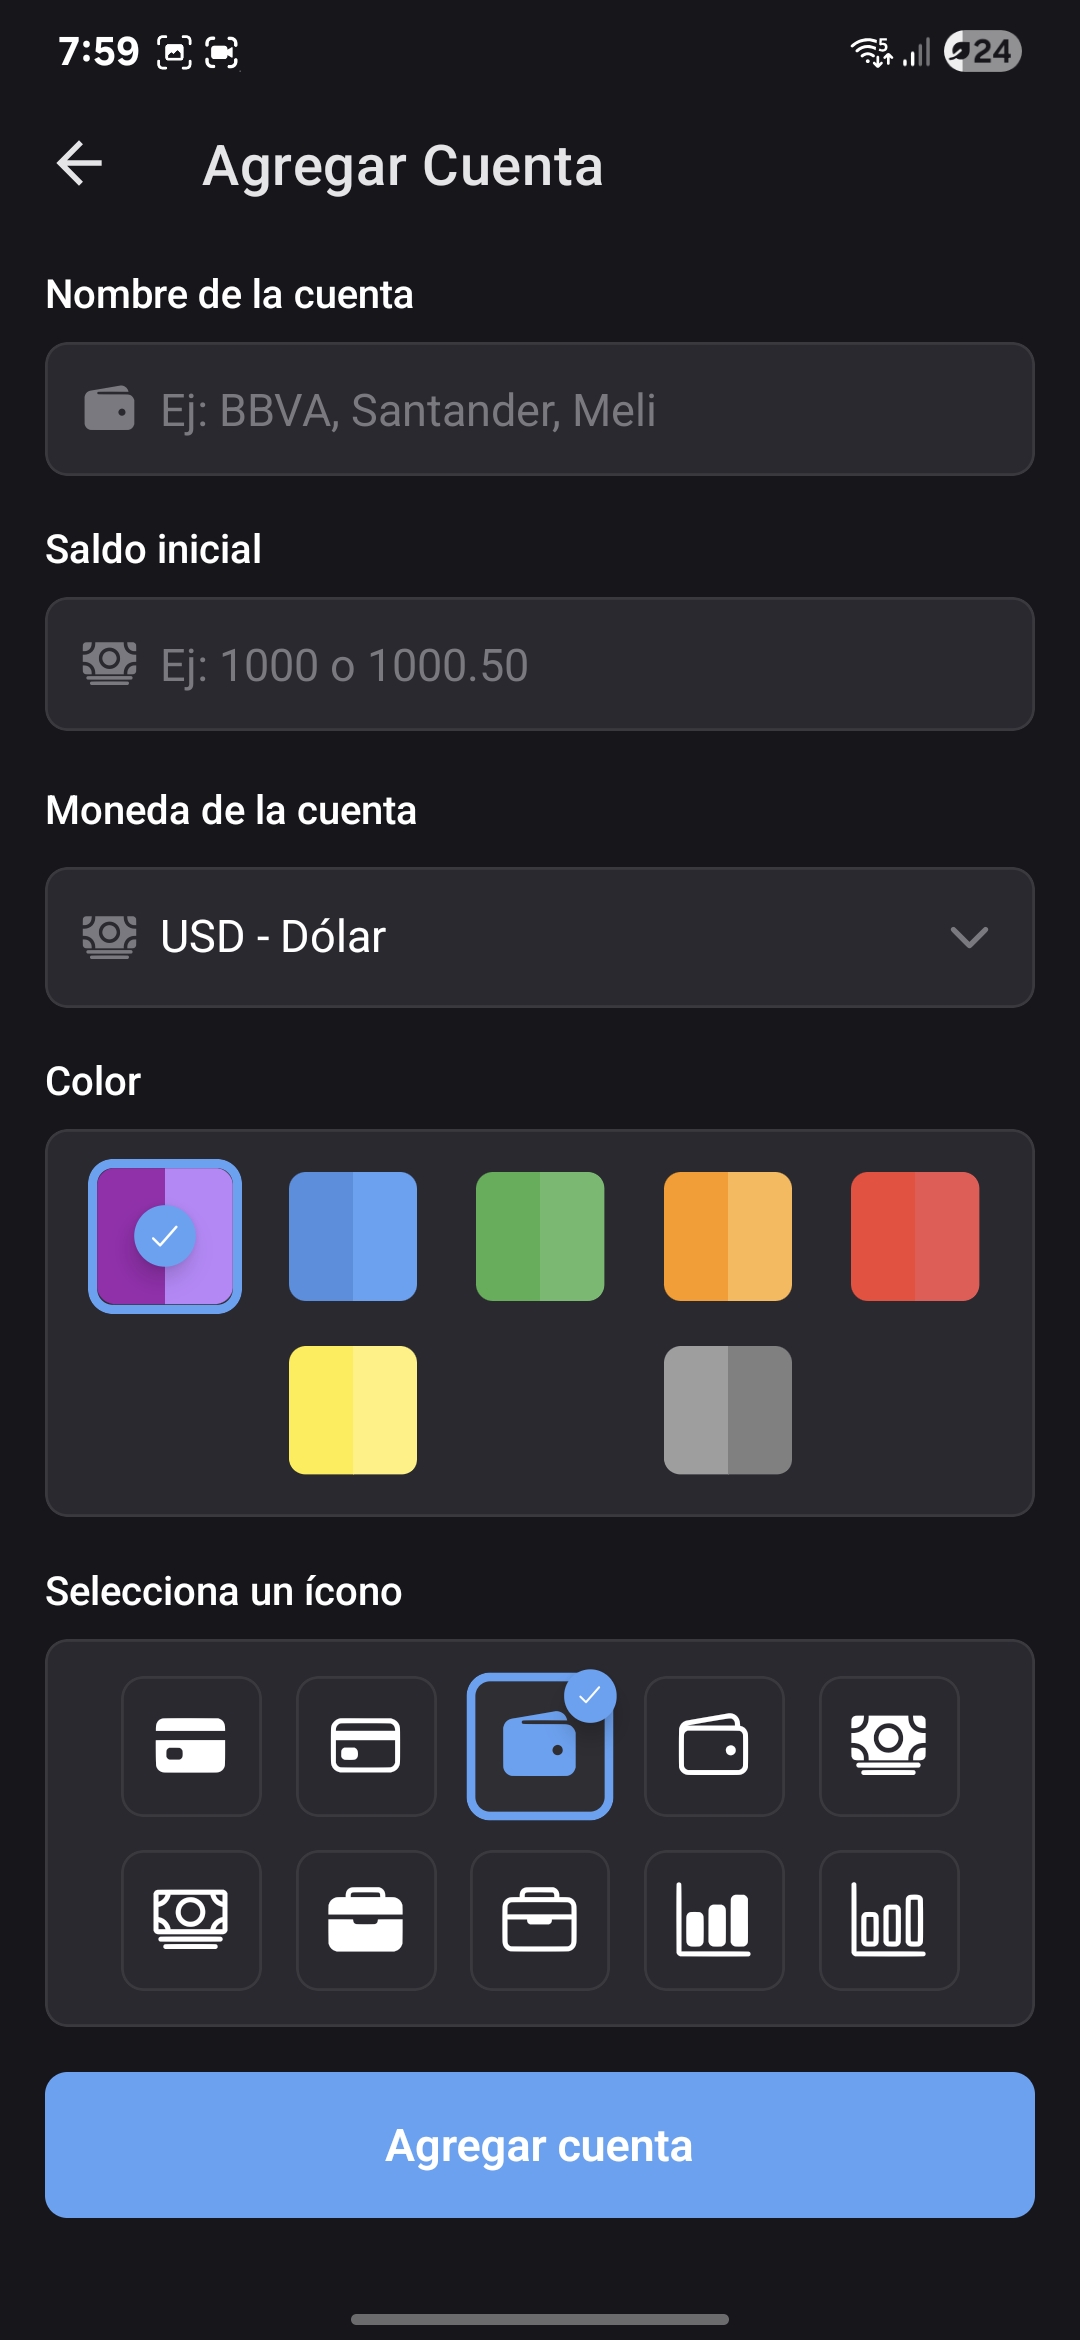 7:59
5
24
Agregar Cuenta
Nombre de la cuenta
Ej: BBVA, Santander, Meli
Saldo inicial
Ej: 1000 o 1000.50
Moneda de la cuenta
USD - Dólar
Color
Selecciona un ícono
Agregar cuenta